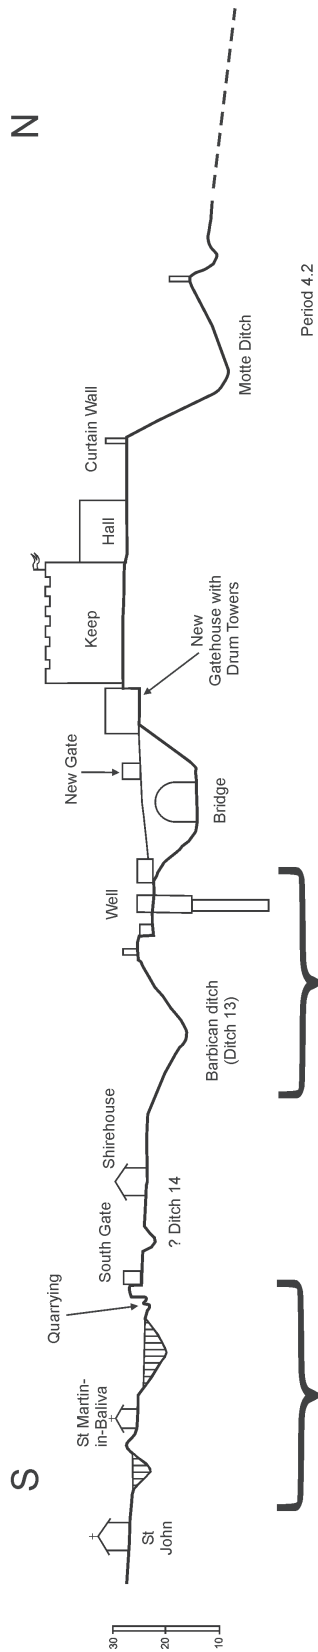 S
N
St
John
St Martin-
in-Baliva
Quarrying
South Gate
? Ditch 14
Shirehouse
Barbican ditch
(Ditch 13)
Well
New Gate
Bridge
New
Gatehouse with
Drum Towers
Keep
Hall
Curtain Wall
Motte Ditch
Period 4.2
30
20
10